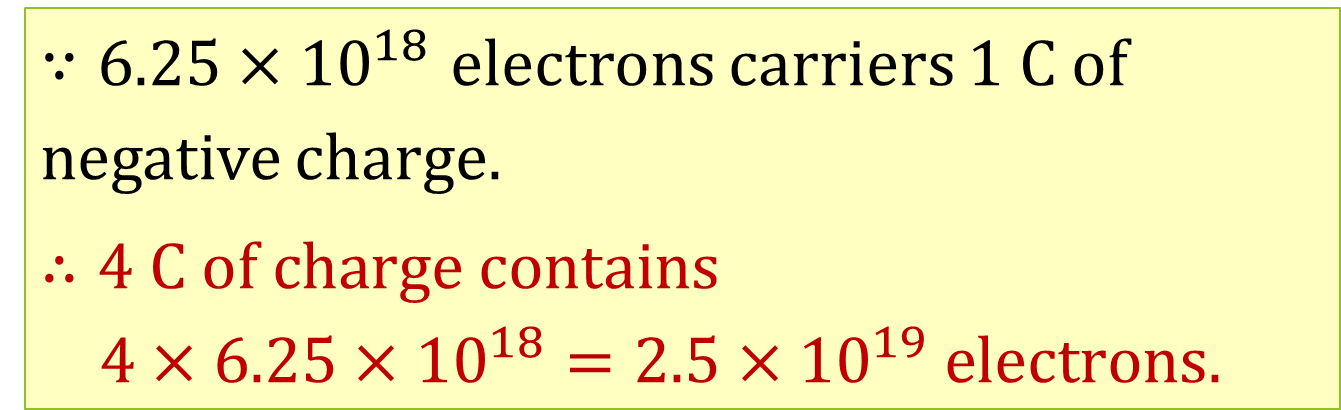 ∵ 6.25 × 10¹⁸ electrons carriers 1 C of
negative charge.
∴ 4 C of charge contains
4 × 6.25 × 10¹⁸ = 2.5 × 10¹⁹ electrons.